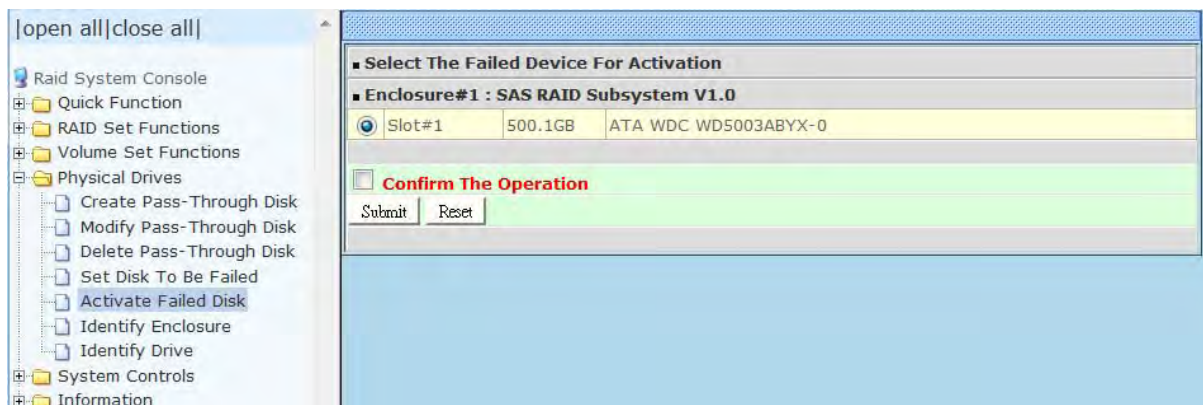 |open all|close all|
Raid System Console
Quick Function
RAID Set Functions
Volume Set Functions
Physical Drives
Create Pass-Through Disk
Modify Pass-Through Disk
Delete Pass-Through Disk
Set Disk To Be Failed
Activate Failed Disk
Identify Enclosure
Identify Drive
System Controls
Information
Select The Failed Device For Activation
Enclosure#1 : SAS RAID Subsystem V1.0
Slot#1 500.1GB ATA WDC WD5003ABYX-0
Confirm The Operation
Submit Reset